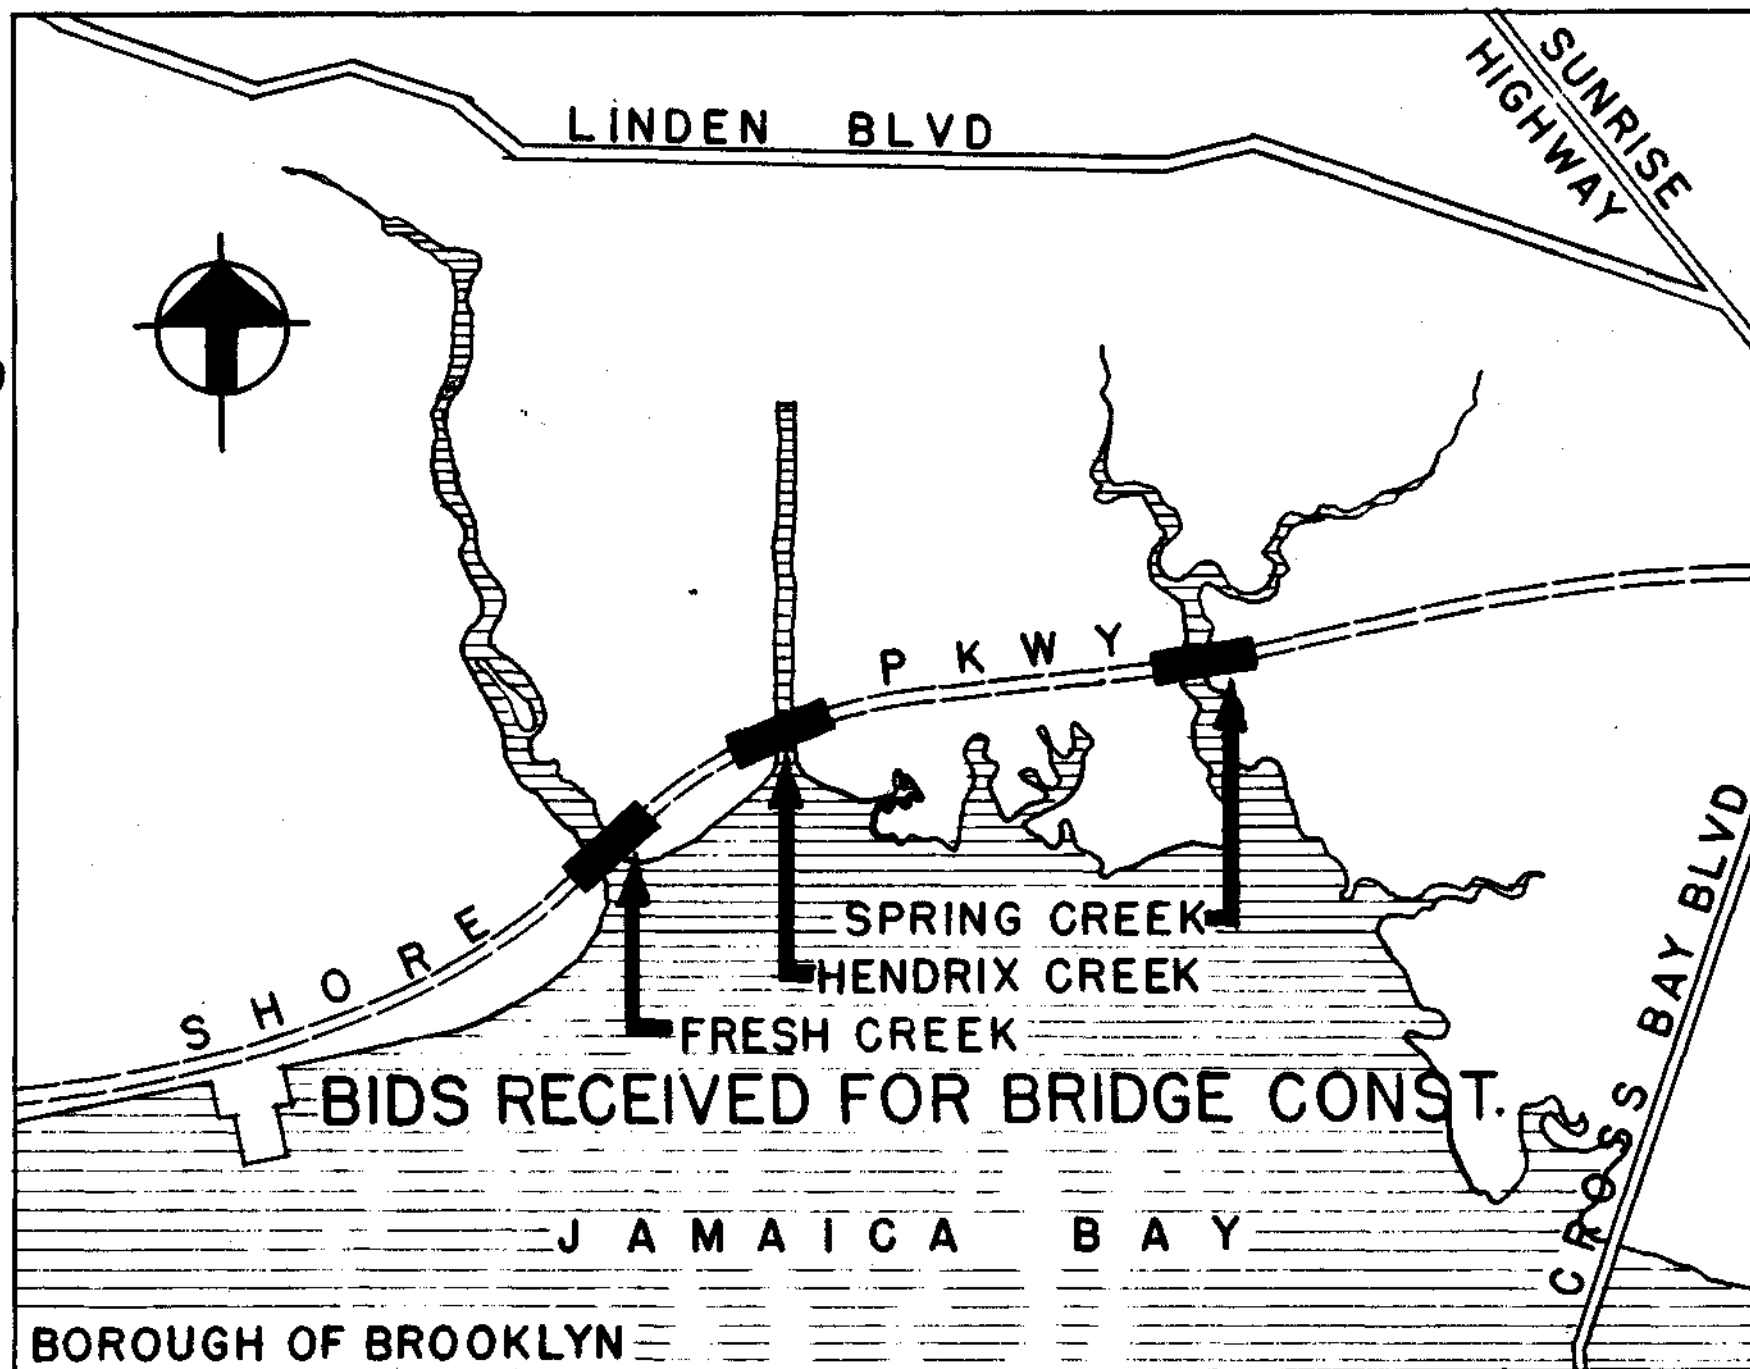 LINDEN BLVD
SUNRISE
HIGHWAY
SHORE PKWY
SPRING CREEK
HENDRIX CREEK
FRESH CREEK
BIDS RECEIVED FOR BRIDGE CONST.
CROSS BAY BLVD
JAMAICA BAY
BOROUGH OF BROOKLYN